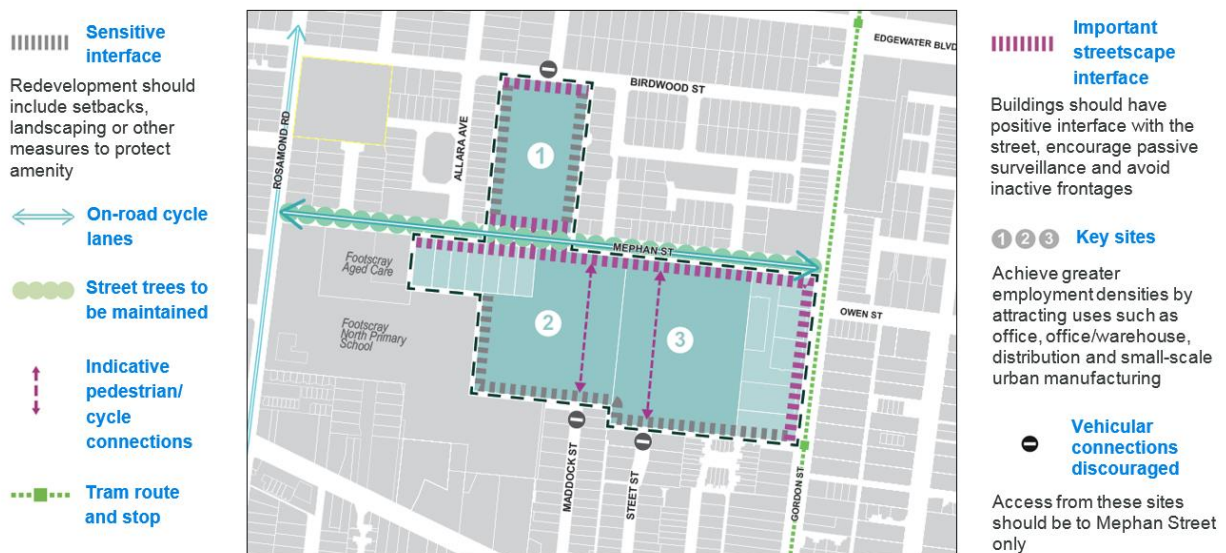 Sensitive
interface
Redevelopment should
include setbacks,
landscaping or other
measures to protect
amenity
On-road cycle
lanes
Street trees to
be maintained
Indicative
pedestrian/
cycle
connections
Tram route
and stop
EDGEWATER BLVD
BIRDWOOD ST
ROSAMOND RD
ALLARA AVE
1
MEPHAN ST
Footscray
Aged Care
OWEN ST
Footscray
North Primary
School
2
3
MADDOCK ST
STEET ST
GORDON ST
Important
streetscape
interface
Buildings should have
positive interface with the
street, encourage passive
surveillance and avoid
inactive frontages
1 2 3 Key sites
Achieve greater
employment densities by
attracting uses such as
office, office/warehouse,
distribution and small-scale
urban manufacturing
Vehicular
connections
discouraged
Access from these sites
should be to Mephan Street
only